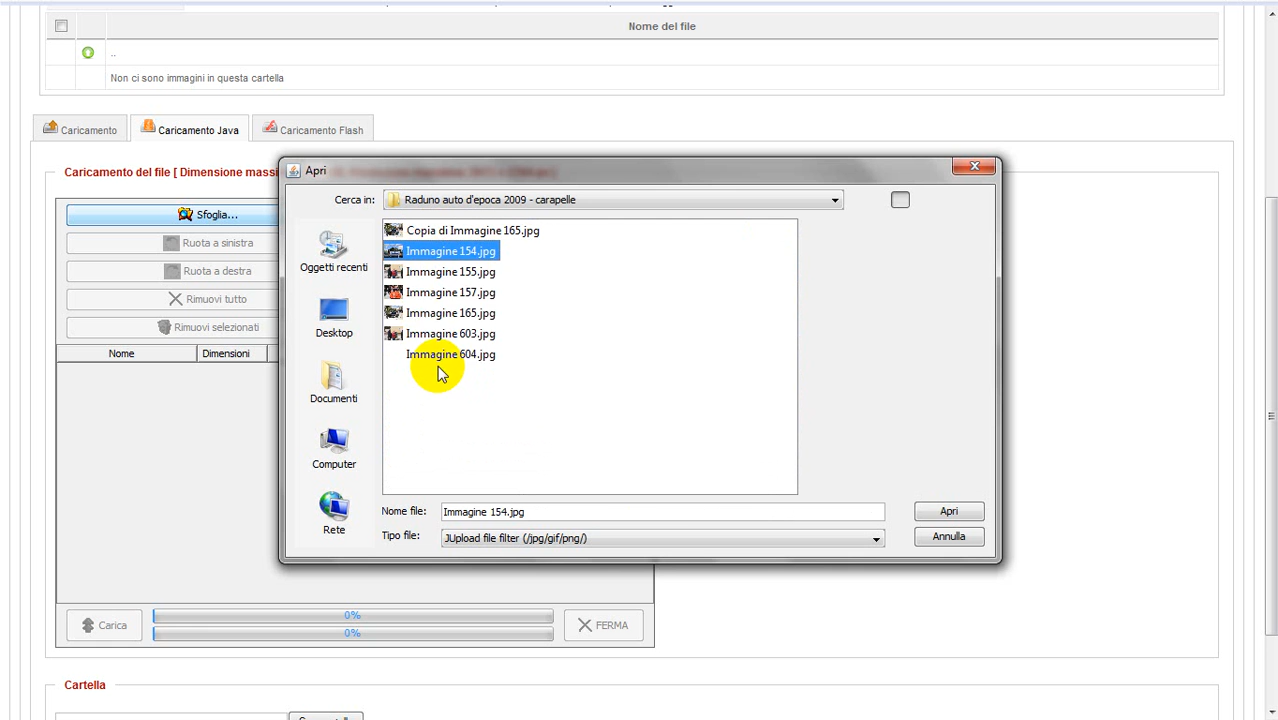 Nome del file
..
Non ci sono immagini in questa cartella
Caricamento
Caricamento Java
Caricamento Flash
Caricamento del file [ Dimensione massi
Apri
Cerca in:
Raduno auto d'epoca 2009 - carapelle
Sfoglia...
Ruota a sinistra
Ruota a destra
Rimuovi tutto
Rimuovi selezionati
Nome
Dimensioni
Oggetti recenti
Desktop
Documenti
Computer
Rete
Copia di Immagine 165.jpg
Immagine 154.jpg
Immagine 155.jpg
Immagine 157.jpg
Immagine 165.jpg
Immagine 603.jpg
Immagine 604.jpg
Nome file:
Immagine 154.jpg
Apri
Tipo file:
JUpload file filter (/jpg/gif/png/)
Annulla
Carica
0%
0%
FERMA
Cartella